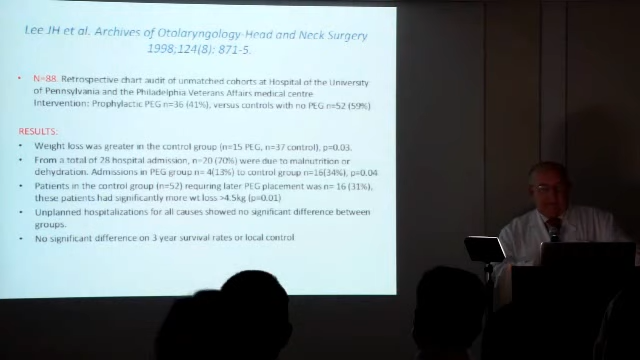 Lee JH et al. Archives of Otolaryngology-Head and Neck Surgery
1998;124(8): 871-5.
• N=88. Retrospective chart audit of unmatched cohorts at Hospital of the University
of Pennsylvania and the Philadelphia Veterans Affairs medical centre
Intervention: Prophylactic PEG n=36 (41%), versus controls with no PEG n=52 (59%)
RESULTS:
• Weight loss was greater in the control group (n=15 PEG, n=37 control), p=0.03.
• From a total of 28 hospital admission, n=20 (70%) were due to malnutrition or
dehydration. Admissions in PEG group n= 4(13%) to control group n=16(34%), p=0.04
• Patients in the control group (n=52) requiring later PEG placement was n= 16 (31%),
these patients had significantly more wt loss >4.5kg (p=0.01)
• Unplanned hospitalizations for all causes showed no significant difference between
groups.
• No significant difference on 3 year survival rates or local control